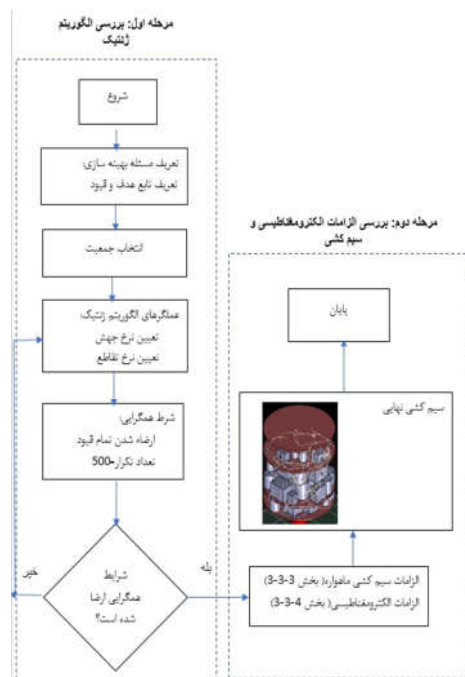 مرحله اول: بررسی الگوریتم
ژنتیک
شروع
تعریف مسئله بهینه سازی:
تعریف تابع هدف و قیود
انتخاب جمعیت
عملگرهای الگوریتم ژنتیک:
تعیین نرخ جهش
تعیین نرخ تقاطع
شرط همگرایی:
ارضاء شدن تمام قیود
تعداد تکرار=500
شرایط
همگرایی ارضا
شده است؟
خیر
بله
مرحله دوم: بررسی الزامات الکترومغناطیسی و
سیم کشی
پایان
سیم کشی نهایی
الزامات سیم کشی ماهواره( بخش 3-3-3)
الزامات الکترومغناطیسی( بخش 4-3-3)